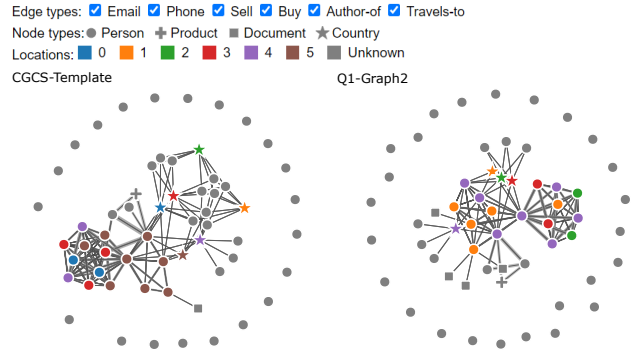 Edge types: Email Phone Sell Buy Author-of Travels-to
Node types: Person Product Document Country
Locations: 0 1 2 3 4 5 Unknown
CGCS-Template Q1-Graph2